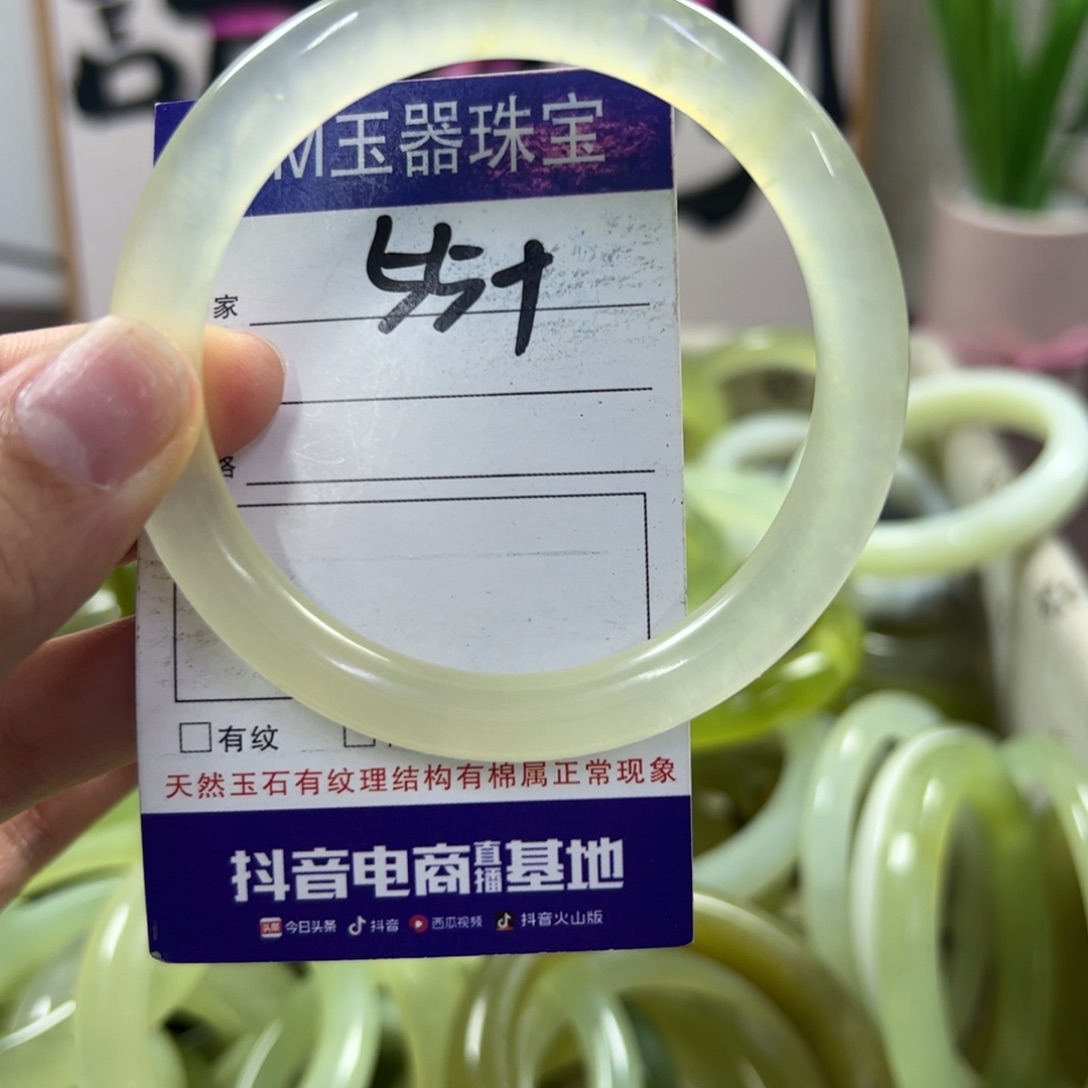 M玉器珠宝
家
有纹
天然玉石有纹理结构有棉属正常现象
抖音电商直播基地
今日头条 抖音 西瓜视频 抖音火山版